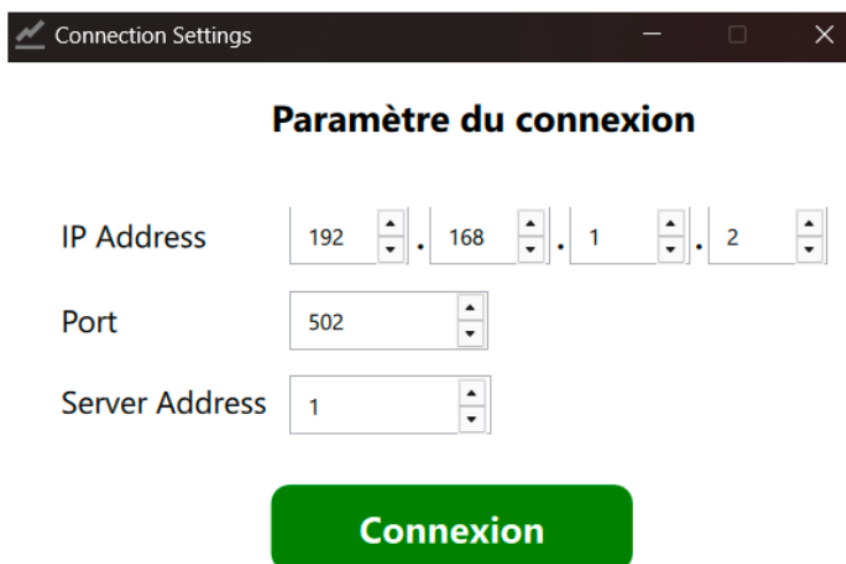 Connection Settings
Paramètre du connexion
IP Address 192 . 168 . 1 . 2
Port 502
Server Address 1
Connexion